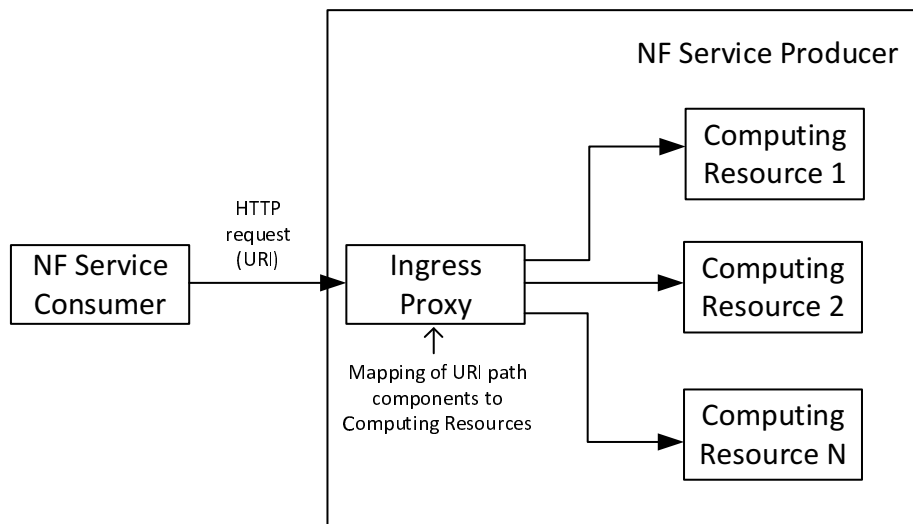 NF Service Producer
Computing
Resource 1
HTTP
request
(URI)
NF Service
Consumer
Ingress
Proxy
Computing
Resource 2
Mapping of URI path
components to
Computing Resources
Computing
Resource N